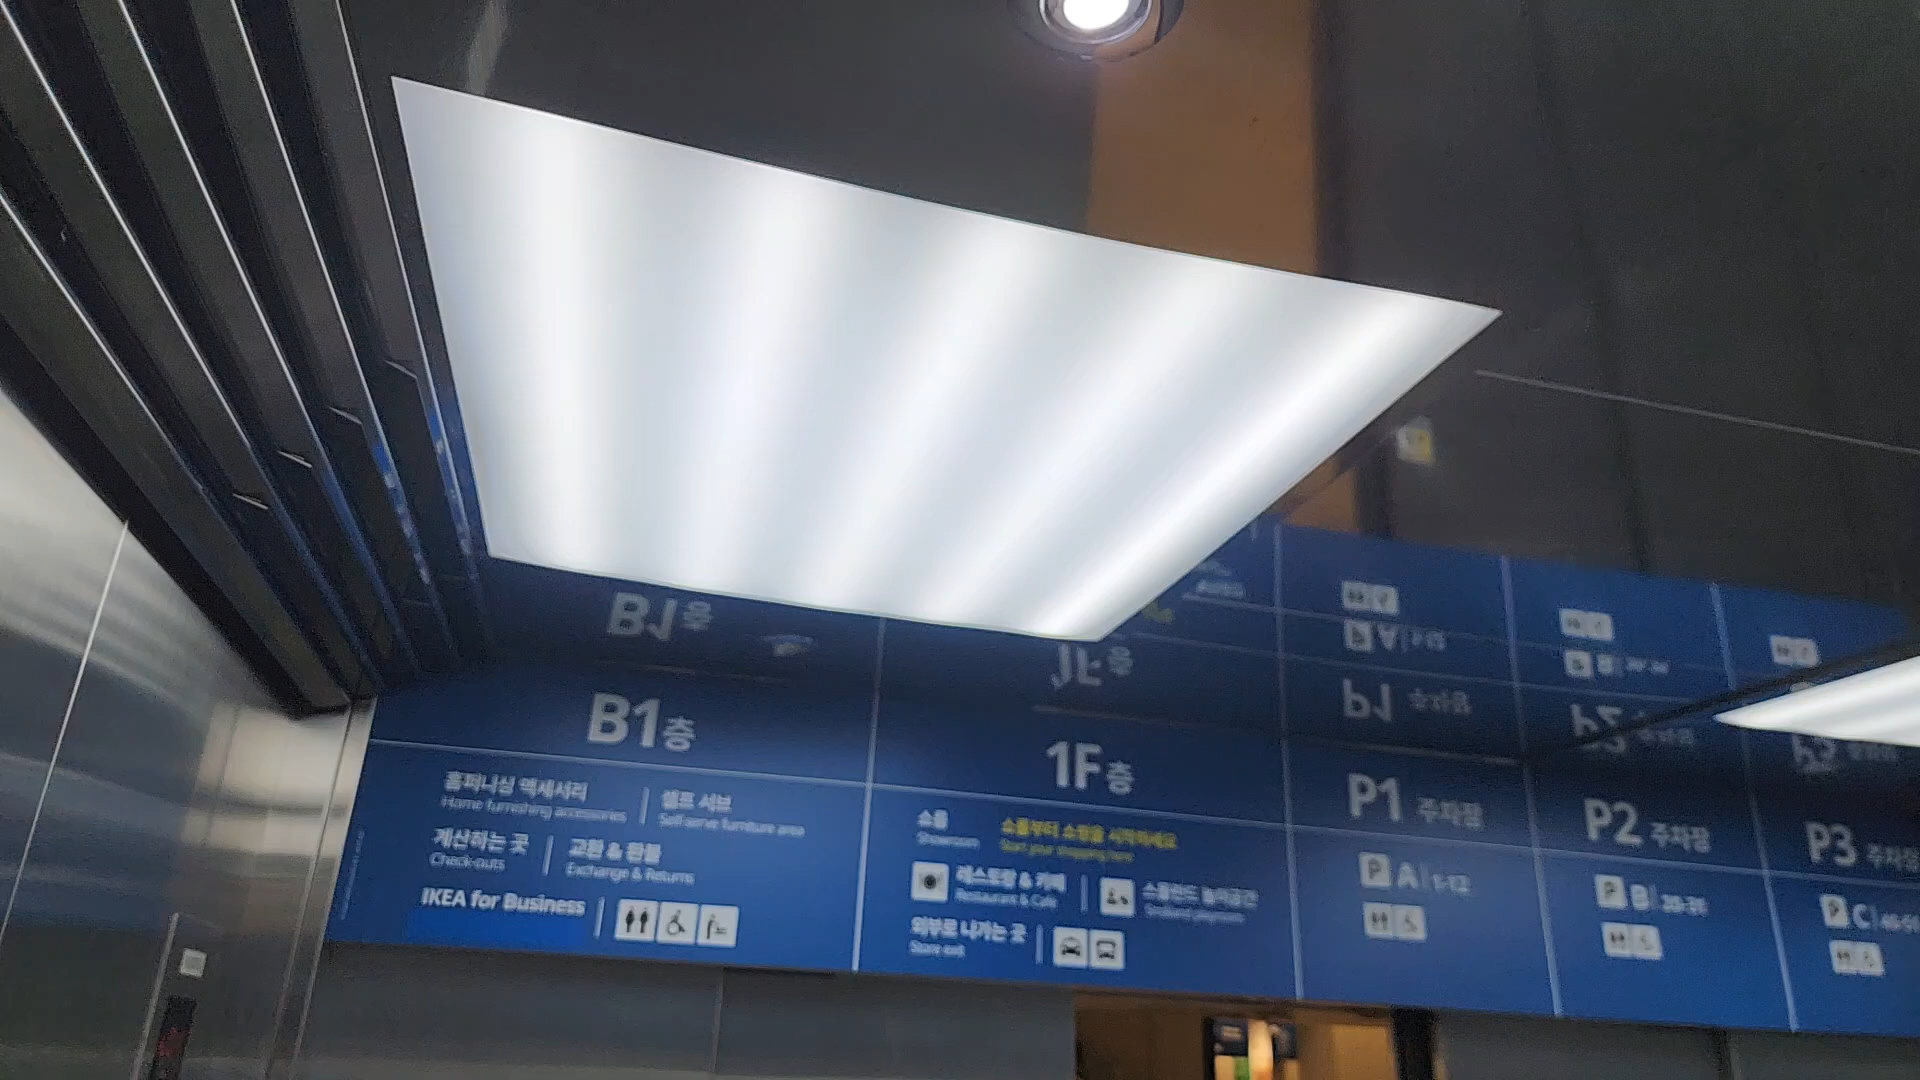 B1층
홈퍼니싱 액세서리
Home furnishing accessories
셀프 서브
Self-serve furniture area
계산하는 곳
Check-outs
교환 & 환불
Exchange & Returns
IKEA for Business
1F층
쇼룸
Showroom
쇼룸부터 쇼핑을 시작하세요
Start your shopping here
레스토랑 & 카페
Restaurant & Cafe
스몰란드 놀이공간
Småland playroom
외부로 나가는 곳
Store exit
P1 주차장
P A
P2 주차장
P B
P3 주차장
P C